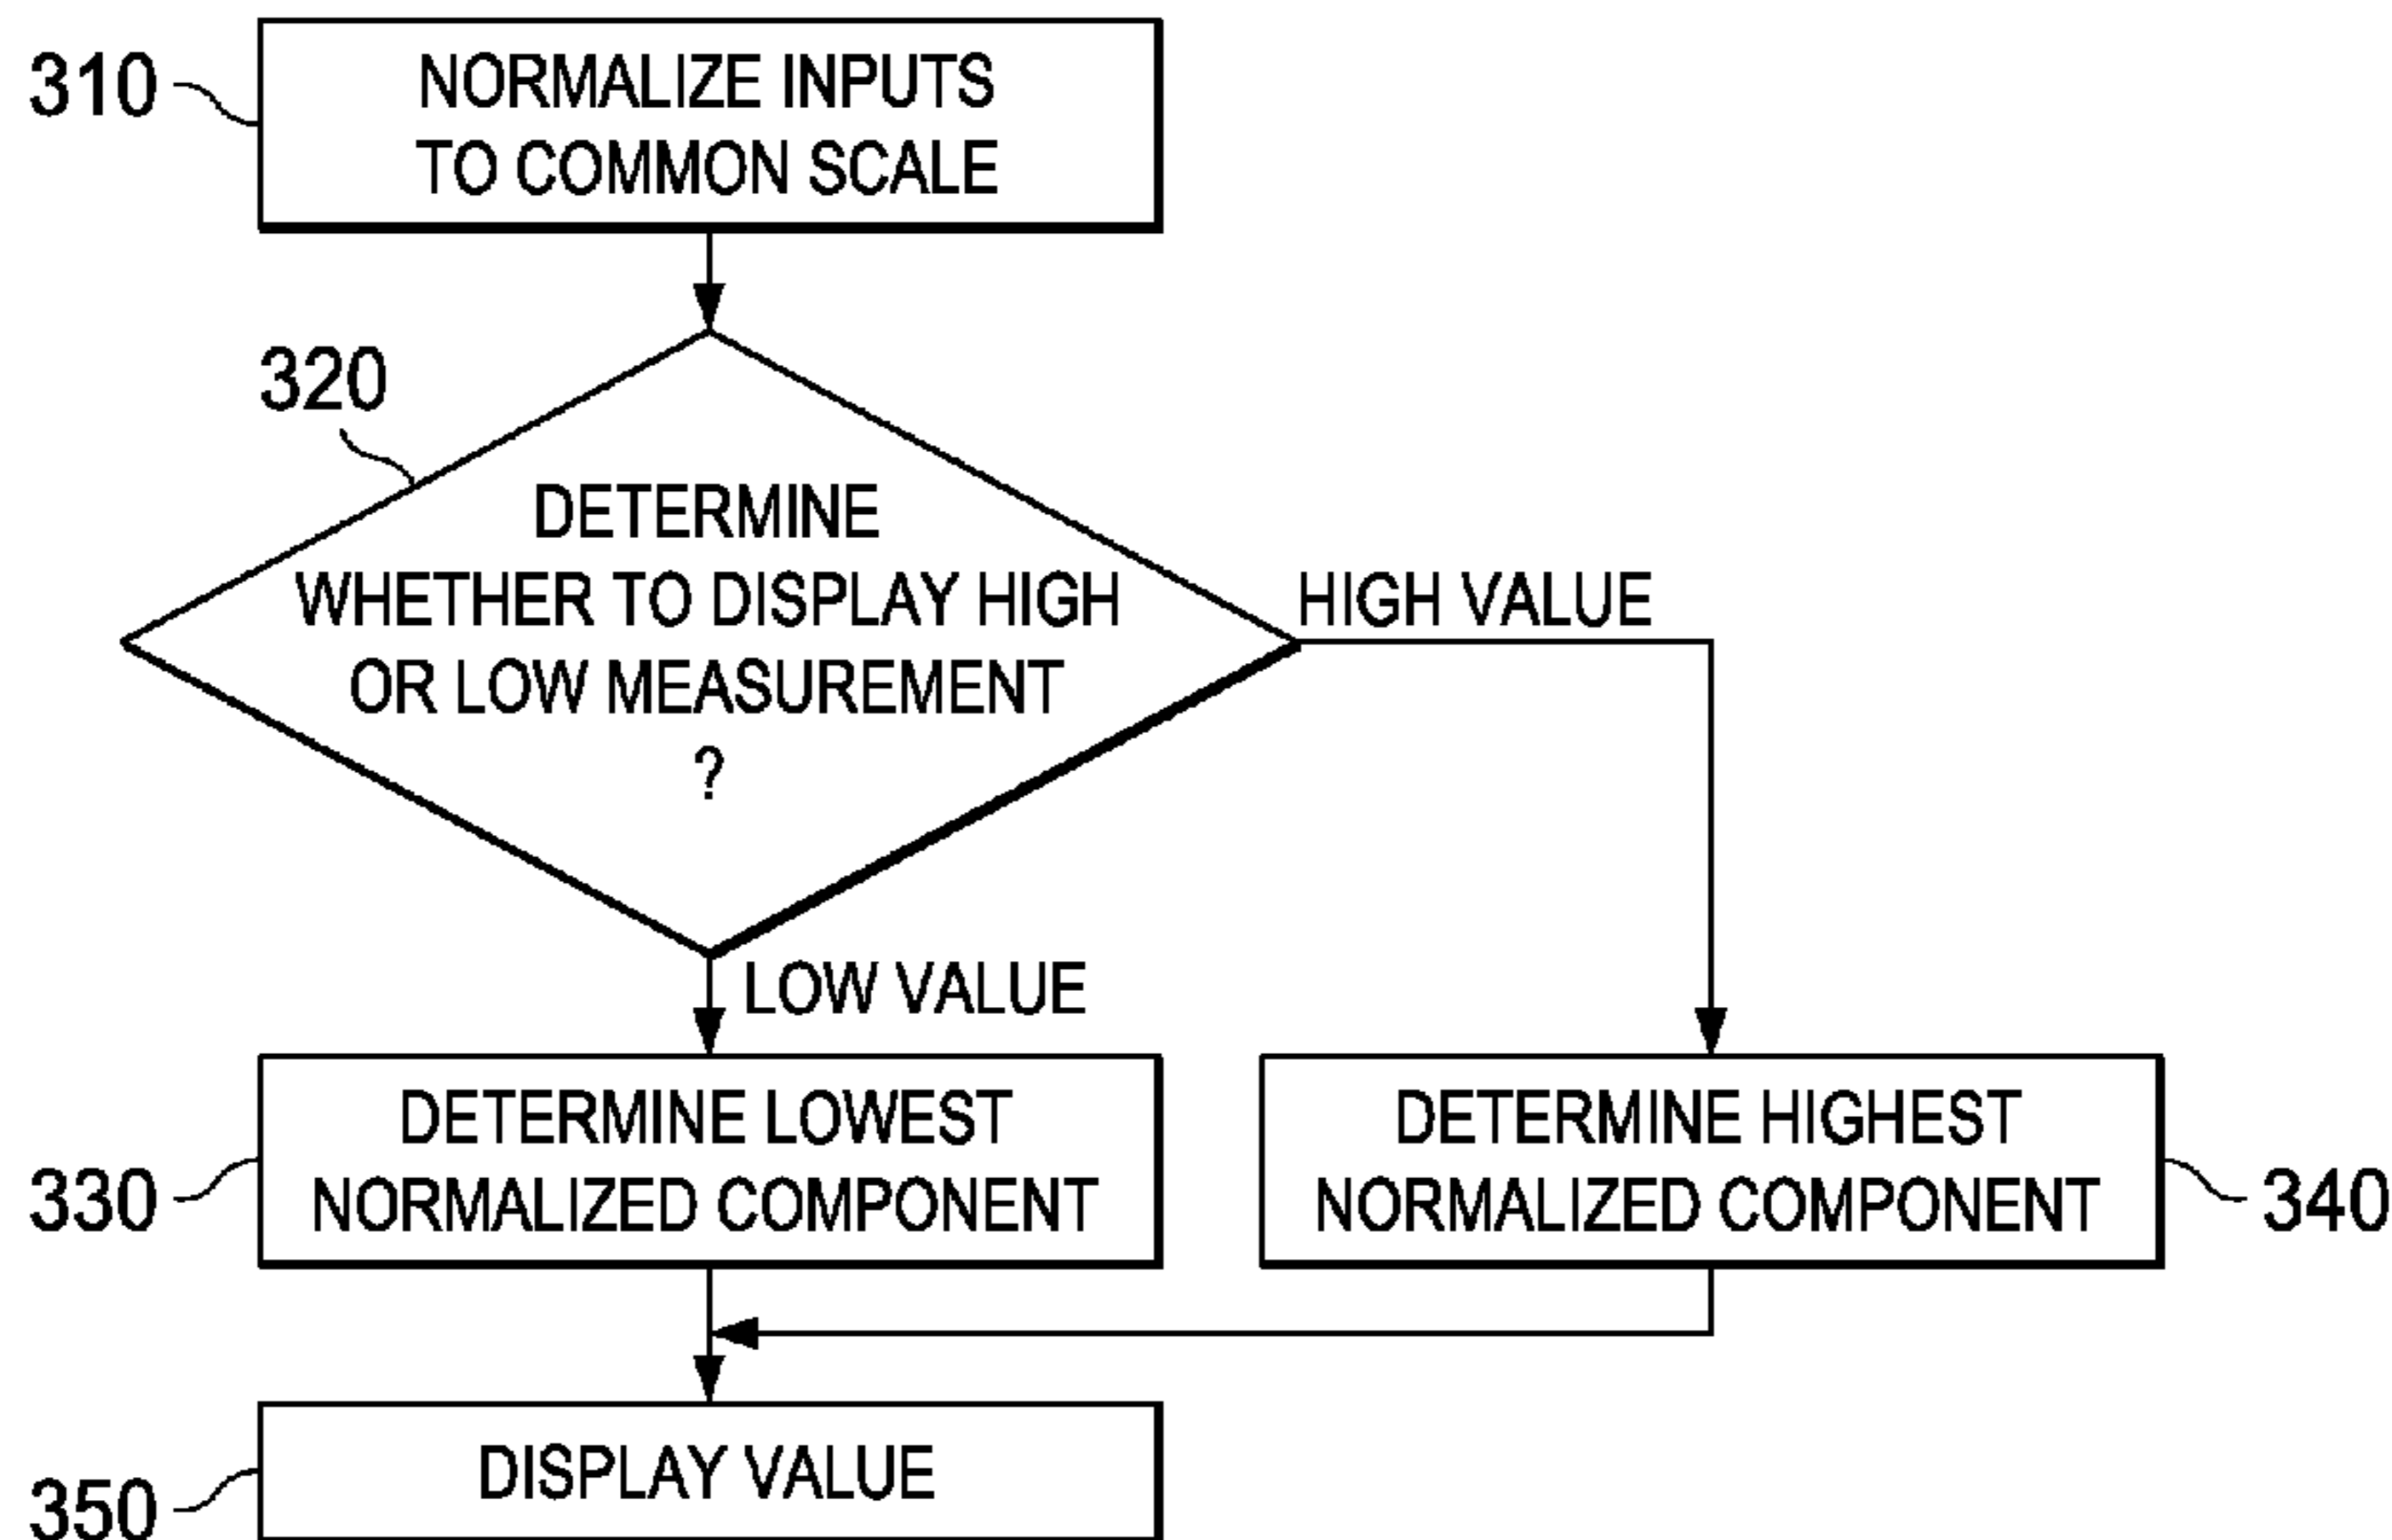 310
NORMALIZE INPUTS
TO COMMON SCALE
320
DETERMINE
WHETHER TO DISPLAY HIGH
OR LOW MEASUREMENT
?
HIGH VALUE
LOW VALUE
330
DETERMINE LOWEST
NORMALIZED COMPONENT
DETERMINE HIGHEST
NORMALIZED COMPONENT
340
350
DISPLAY VALUE